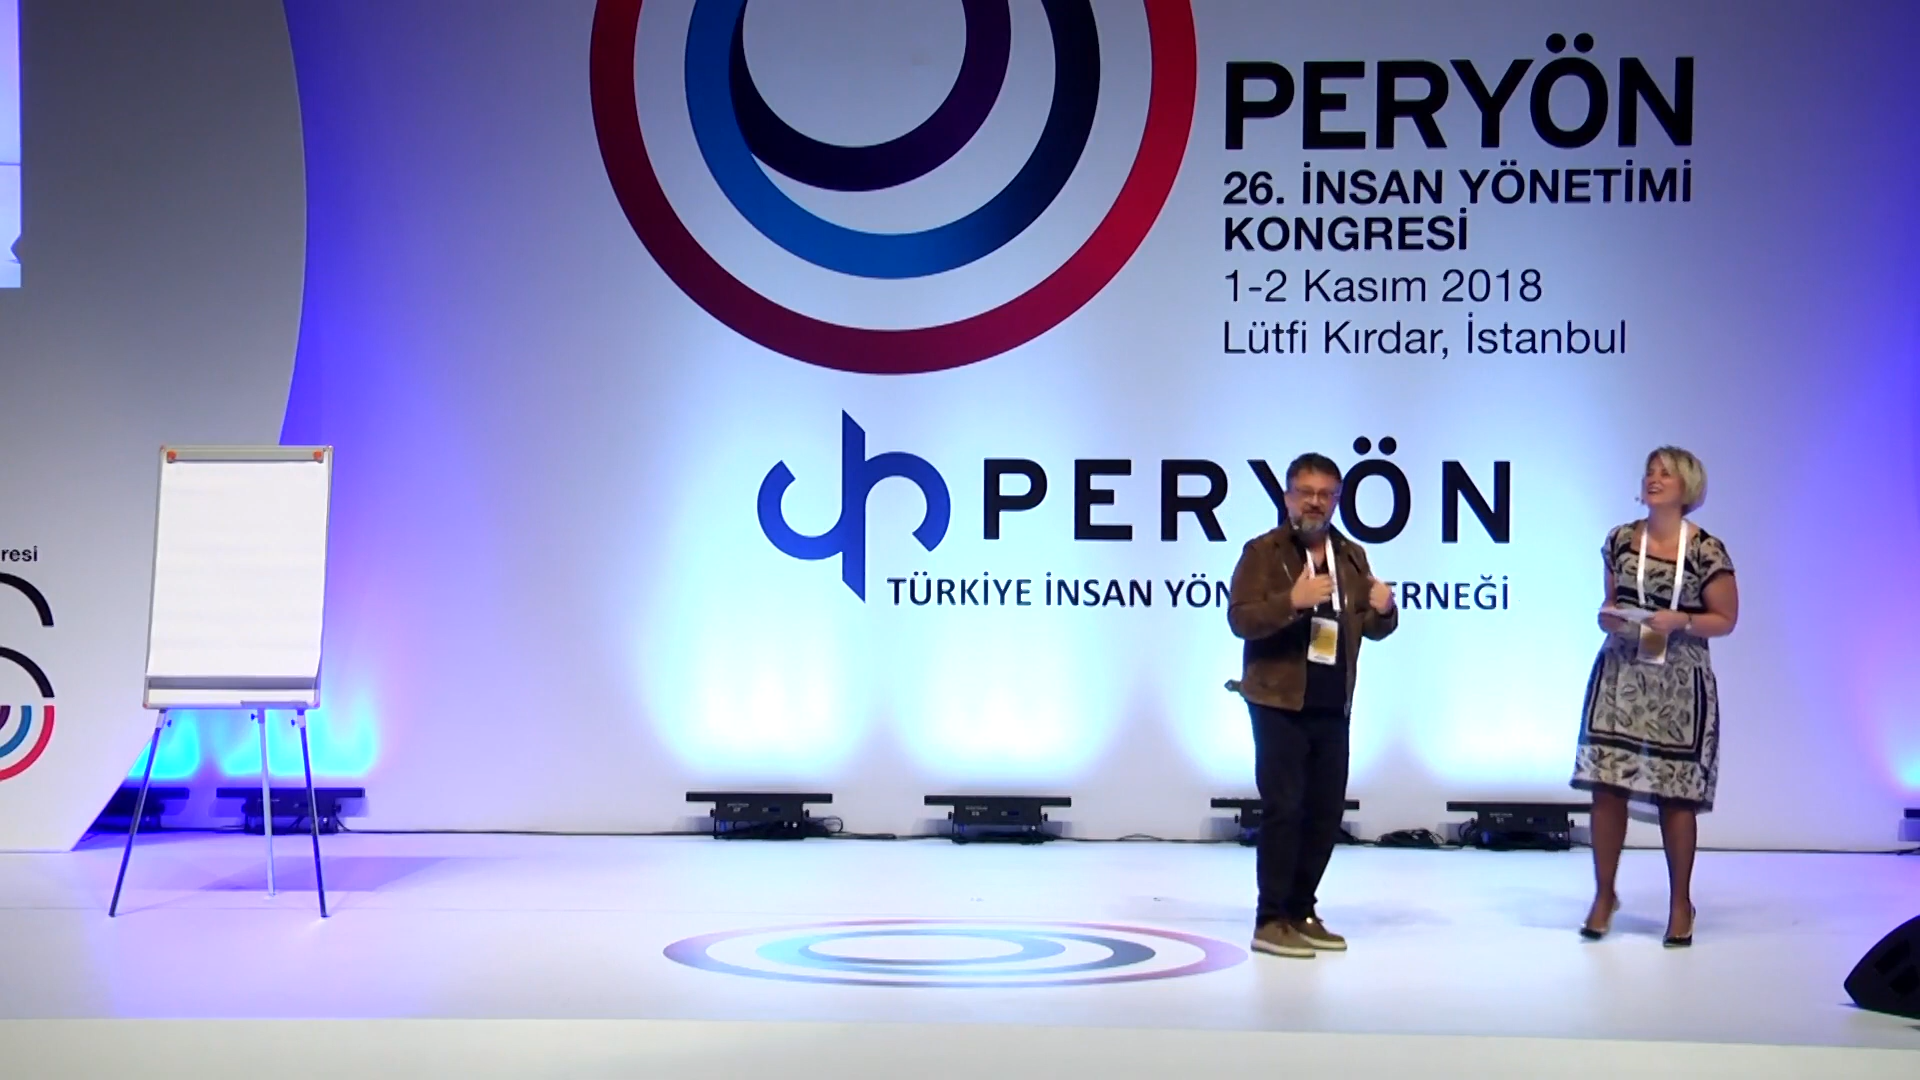 PERYÖN
26. İNSAN YÖNETİMİ
KONGRESİ
1-2 Kasım 2018
Lütfi Kırdar, İstanbul
PERYÖN
TÜRKİYE İNSAN YÖN ERNEĞİ
resi